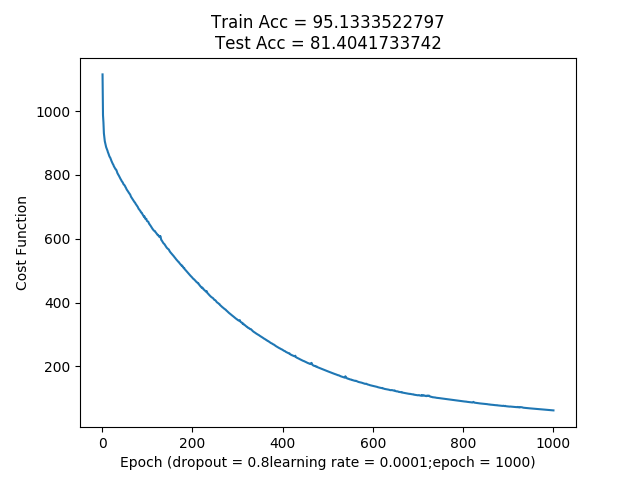 Train Acc = 95.1333522797
Test Acc = 81.4041733742
1000
800
600
400
200
Cost Function
0 200 400 600 800 1000
Epoch (dropout = 0.8learning rate = 0.0001;epoch = 1000)